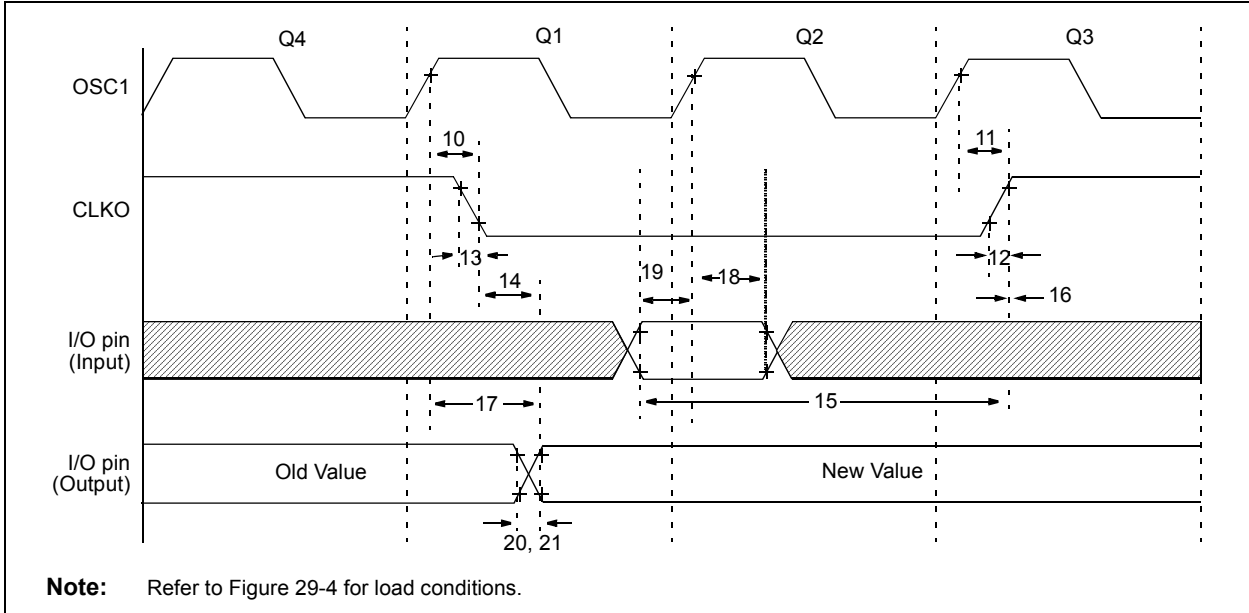 Q4 Q1 Q2 Q3
OSC1
10 11
CLKO
13 12
14 19 18 16
I/O pin
(Input)
17 15
I/O pin
(Output)
Old Value New Value
20, 21
Note: Refer to Figure 29-4 for load conditions.